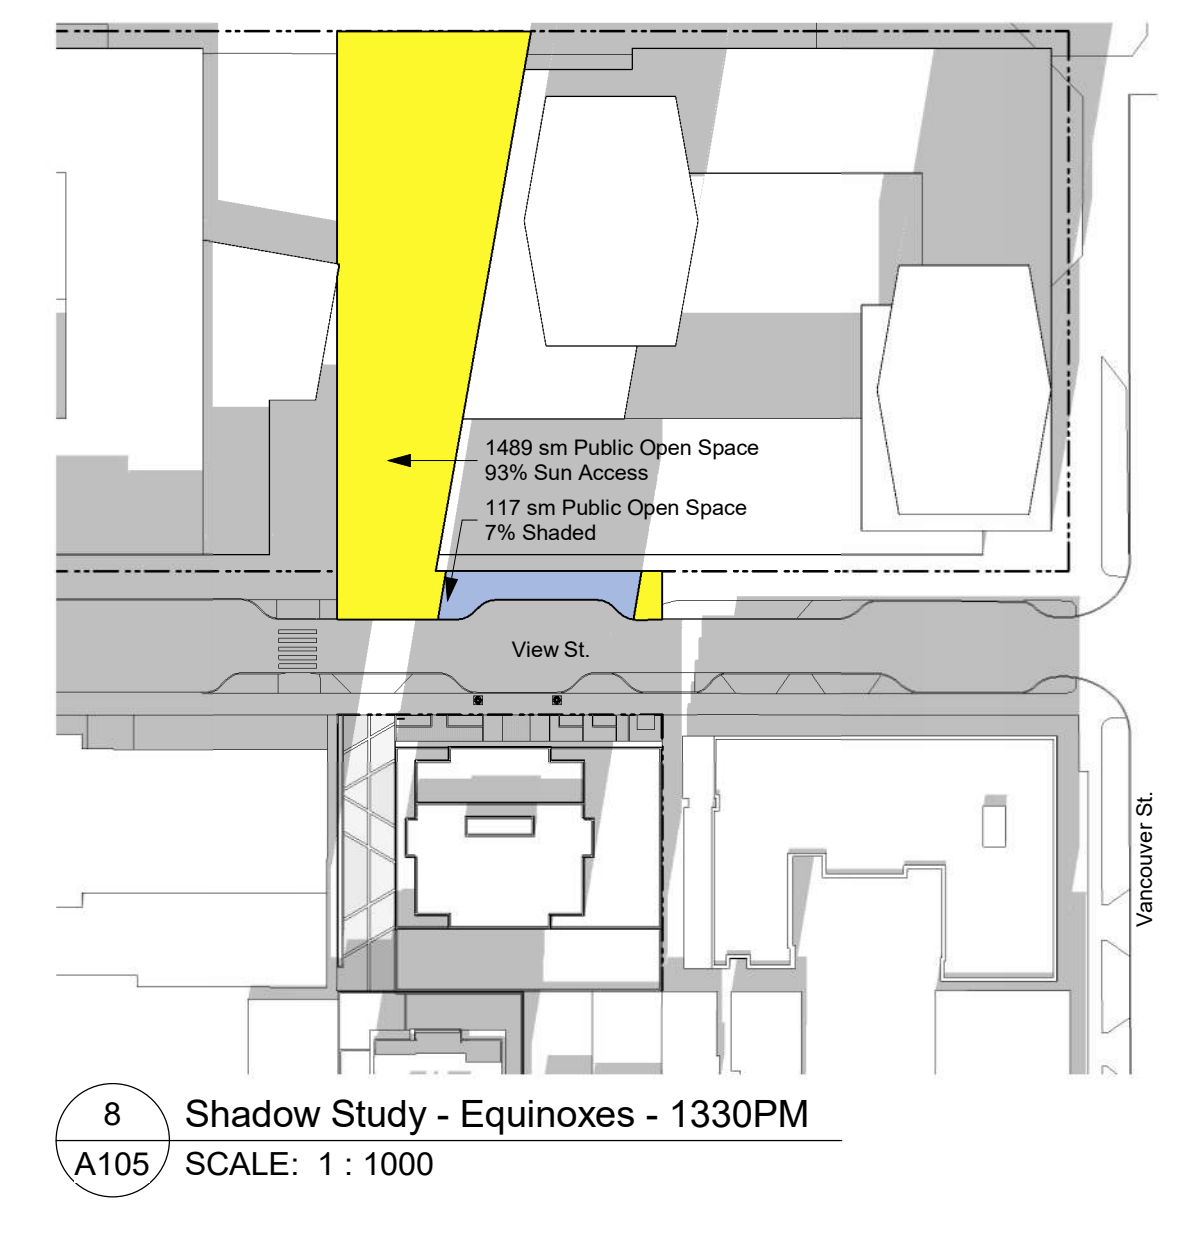 1489 sm Public Open Space
93% Sun Access
117 sm Public Open Space
7% Shaded
View St.
Vancouver St.
8
Shadow Study - Equinoxes - 1330PM
A105
SCALE: 1 : 1000